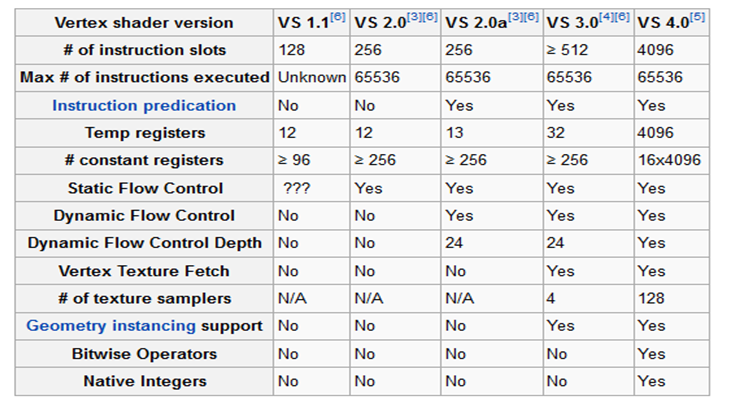 Vertex shader version VS 1.1[6] VS 2.0[3][6] VS 2.0a[3][6] VS 3.0[4][6] VS 4.0[5]
# of instruction slots 128 256 256 ≥ 512 4096
Max # of instructions executed Unknown 65536 65536 65536 65536
Instruction predication No No Yes Yes Yes
Temp registers 12 12 13 32 4096
# constant registers ≥ 96 ≥ 256 ≥ 256 ≥ 256 16x4096
Static Flow Control ??? Yes Yes Yes Yes
Dynamic Flow Control No No Yes Yes Yes
Dynamic Flow Control Depth No No 24 24 Yes
Vertex Texture Fetch No No No Yes Yes
# of texture samplers N/A N/A N/A 4 128
Geometry instancing support No No No Yes Yes
Bitwise Operators No No No No Yes
Native Integers No No No No Yes